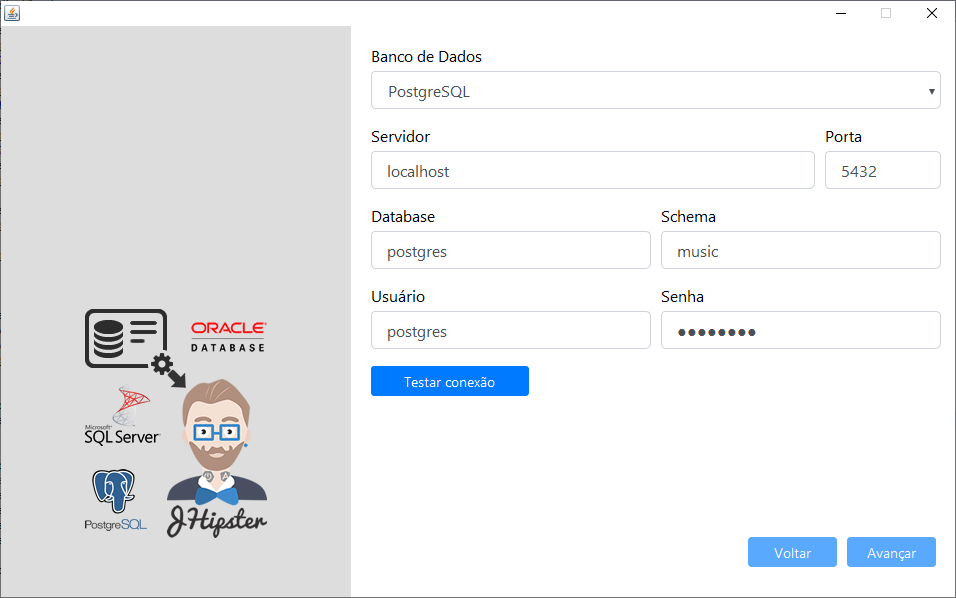 Banco de Dados
PostgreSQL
Servidor
Porta
localhost
5432
Database
Schema
postgres
music
Usuário
Senha
postgres
●●●●●●●●
Testar conexão
ORACLE
DATABASE
Microsoft
SQL Server
PostgreSQL
JHipster
Voltar
Avançar